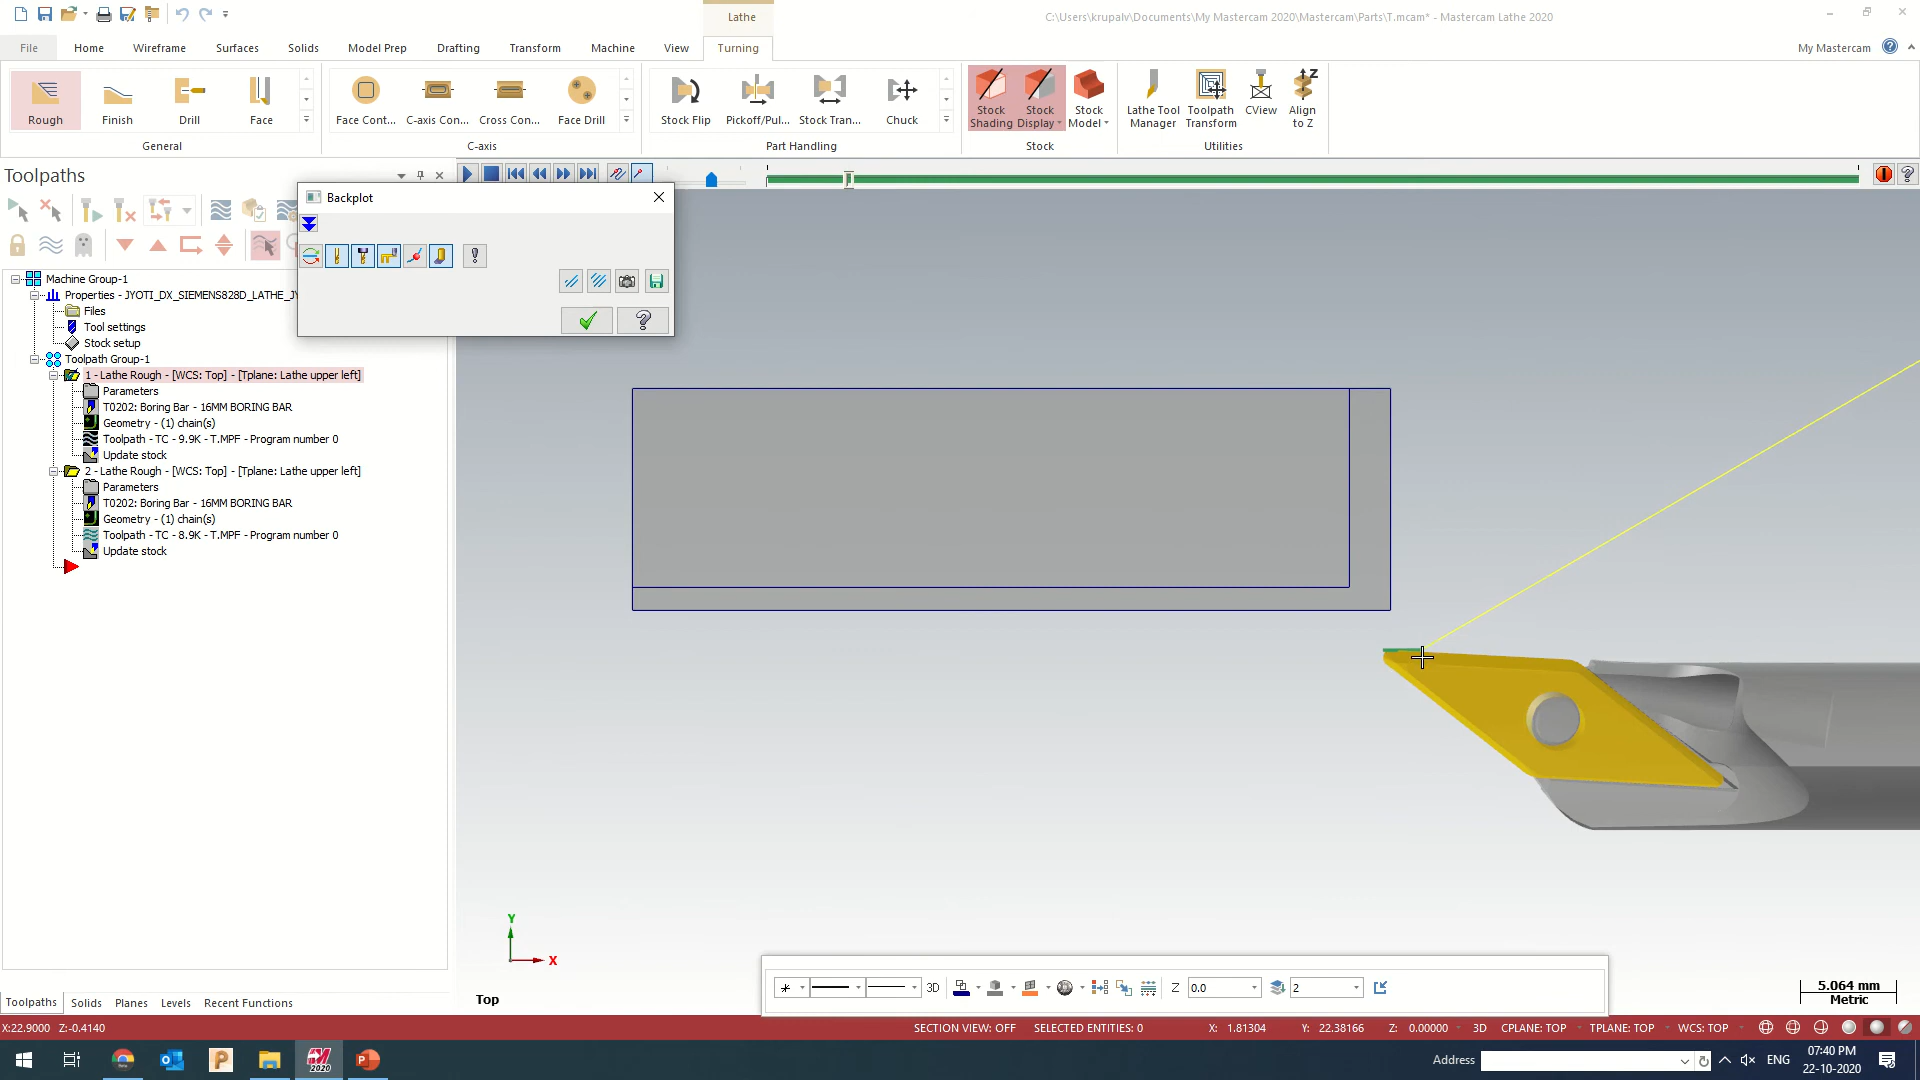 Lathe
C:\Users\krupalv\Documents\My Mastercam 2020\Mastercam\Parts\T.mcam* - Mastercam Lathe 2020
File
Home
Wireframe
Surfaces
Solids
Model Prep
Drafting
Transform
Machine
View
Turning
My Mastercam
Rough
Finish
Drill
Face
Face Cont...
C-axis Con...
Cross Con...
Face Drill
Stock Flip
Pickoff/Pul...
Stock Tran...
Chuck
Stock Shading
Stock Display
Stock Model
Lathe Tool Manager
Toolpath Transform
CView
Align to Z
General
C-axis
Part Handling
Stock
Utilities
Toolpaths
Backplot
Machine Group-1
Properties - JYOTI_DX_SIEMENS828D_LATHE_JY
Files
Tool settings
Stock setup
Toolpath Group-1
1 - Lathe Rough - [WCS: Top] - [Tplane: Lathe upper left]
Parameters
T0202: Boring Bar - 16MM BORING BAR
Geometry - (1) chain(s)
Toolpath - TC - 9.9K - T.MPF - Program number 0
Update stock
2 - Lathe Rough - [WCS: Top] - [Tplane: Lathe upper left]
Parameters
T0202: Boring Bar - 16MM BORING BAR
Geometry - (1) chain(s)
Toolpath - TC - 8.9K - T.MPF - Program number 0
Update stock
Y
X
Top
3D
Z
0.0
2
5.064 mm
Metric
Toolpaths
Solids
Planes
Levels
Recent Functions
X:22.9000 Z:-0.4140
SECTION VIEW: OFF
SELECTED ENTITIES: 0
X: 1.81304
Y: 22.38166
Z: 0.00000
3D
CPLANE: TOP
TPLANE: TOP
WCS: TOP
2020
Address
ENG
07:40 PM
22-10-2020